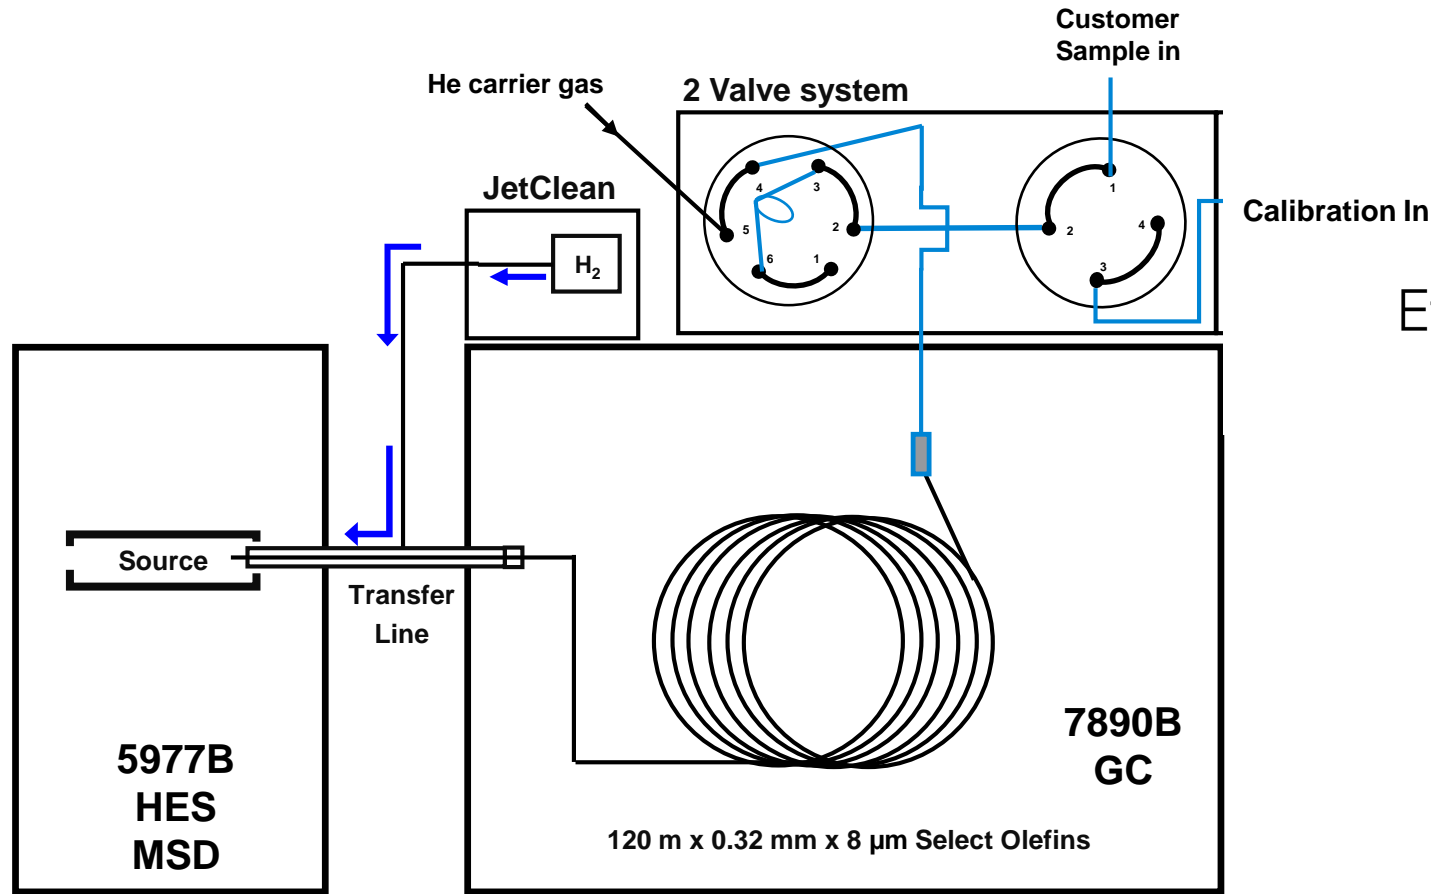 Customer
Sample in
He carrier gas
2 Valve system
JetClean
H₂
4
3
5
2
6
1
1
2
4
3
Calibration In
Source
Transfer
Line
5977B
HES
MSD
7890B
GC
120 m x 0.32 mm x 8 µm Select Olefins